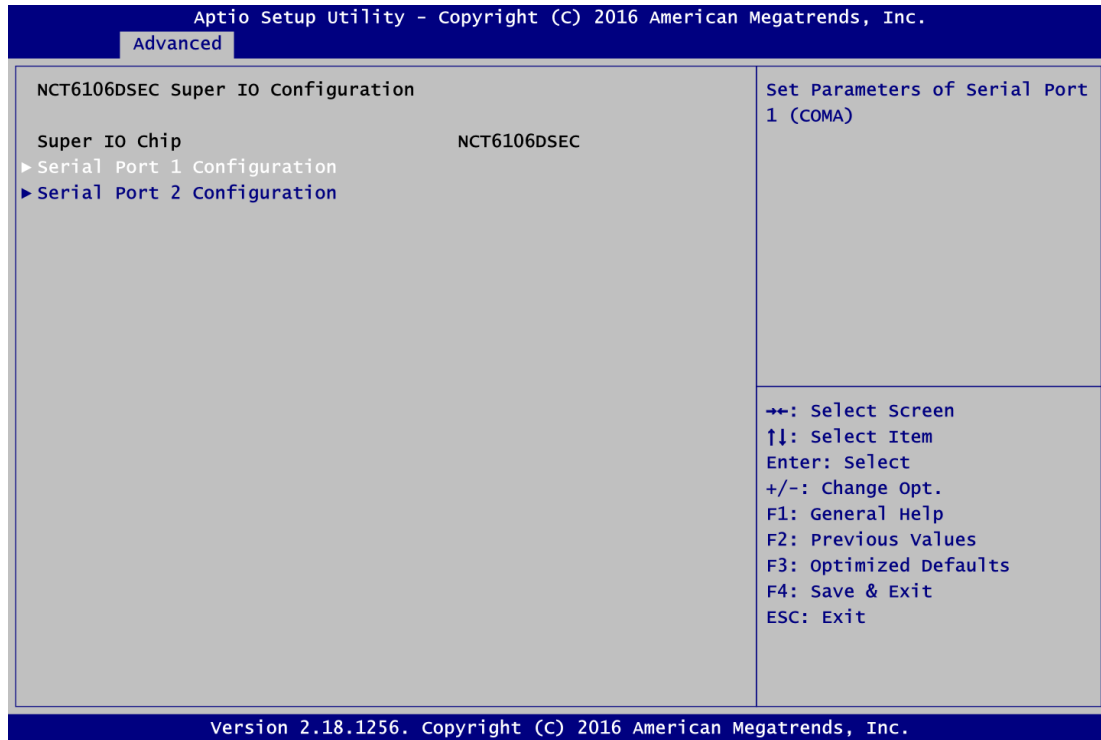 Aptio Setup Utility – Copyright (C) 2016 American Megatrends, Inc.
Advanced
NCT6106DSEC Super IO Configuration
Super IO Chip NCT6106DSEC
▶ Serial Port 1 Configuration
▶ Serial Port 2 Configuration
Set Parameters of Serial Port
1 (COMA)
→←: Select Screen
↑↓: Select Item
Enter: Select
+/-: Change Opt.
F1: General Help
F2: Previous Values
F3: Optimized Defaults
F4: Save & Exit
ESC: Exit
Version 2.18.1256. Copyright (C) 2016 American Megatrends, Inc.